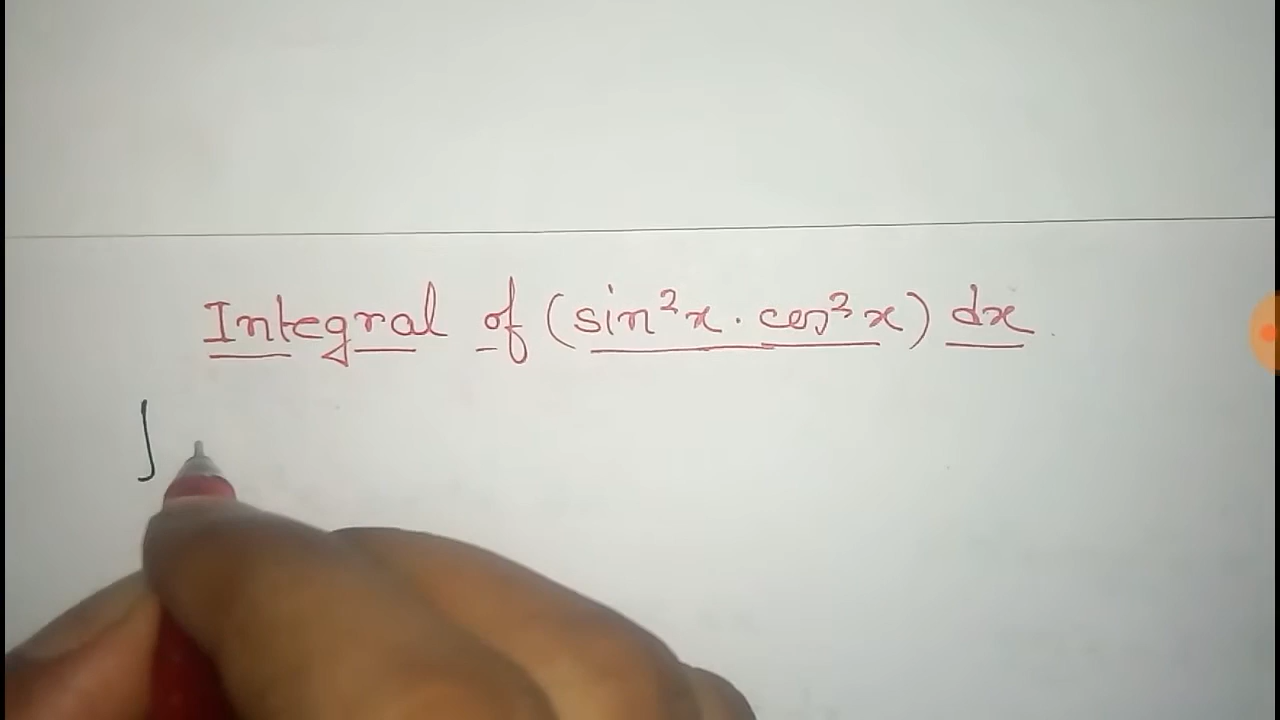 Integral of (sin²x . cos³x) dx
∫